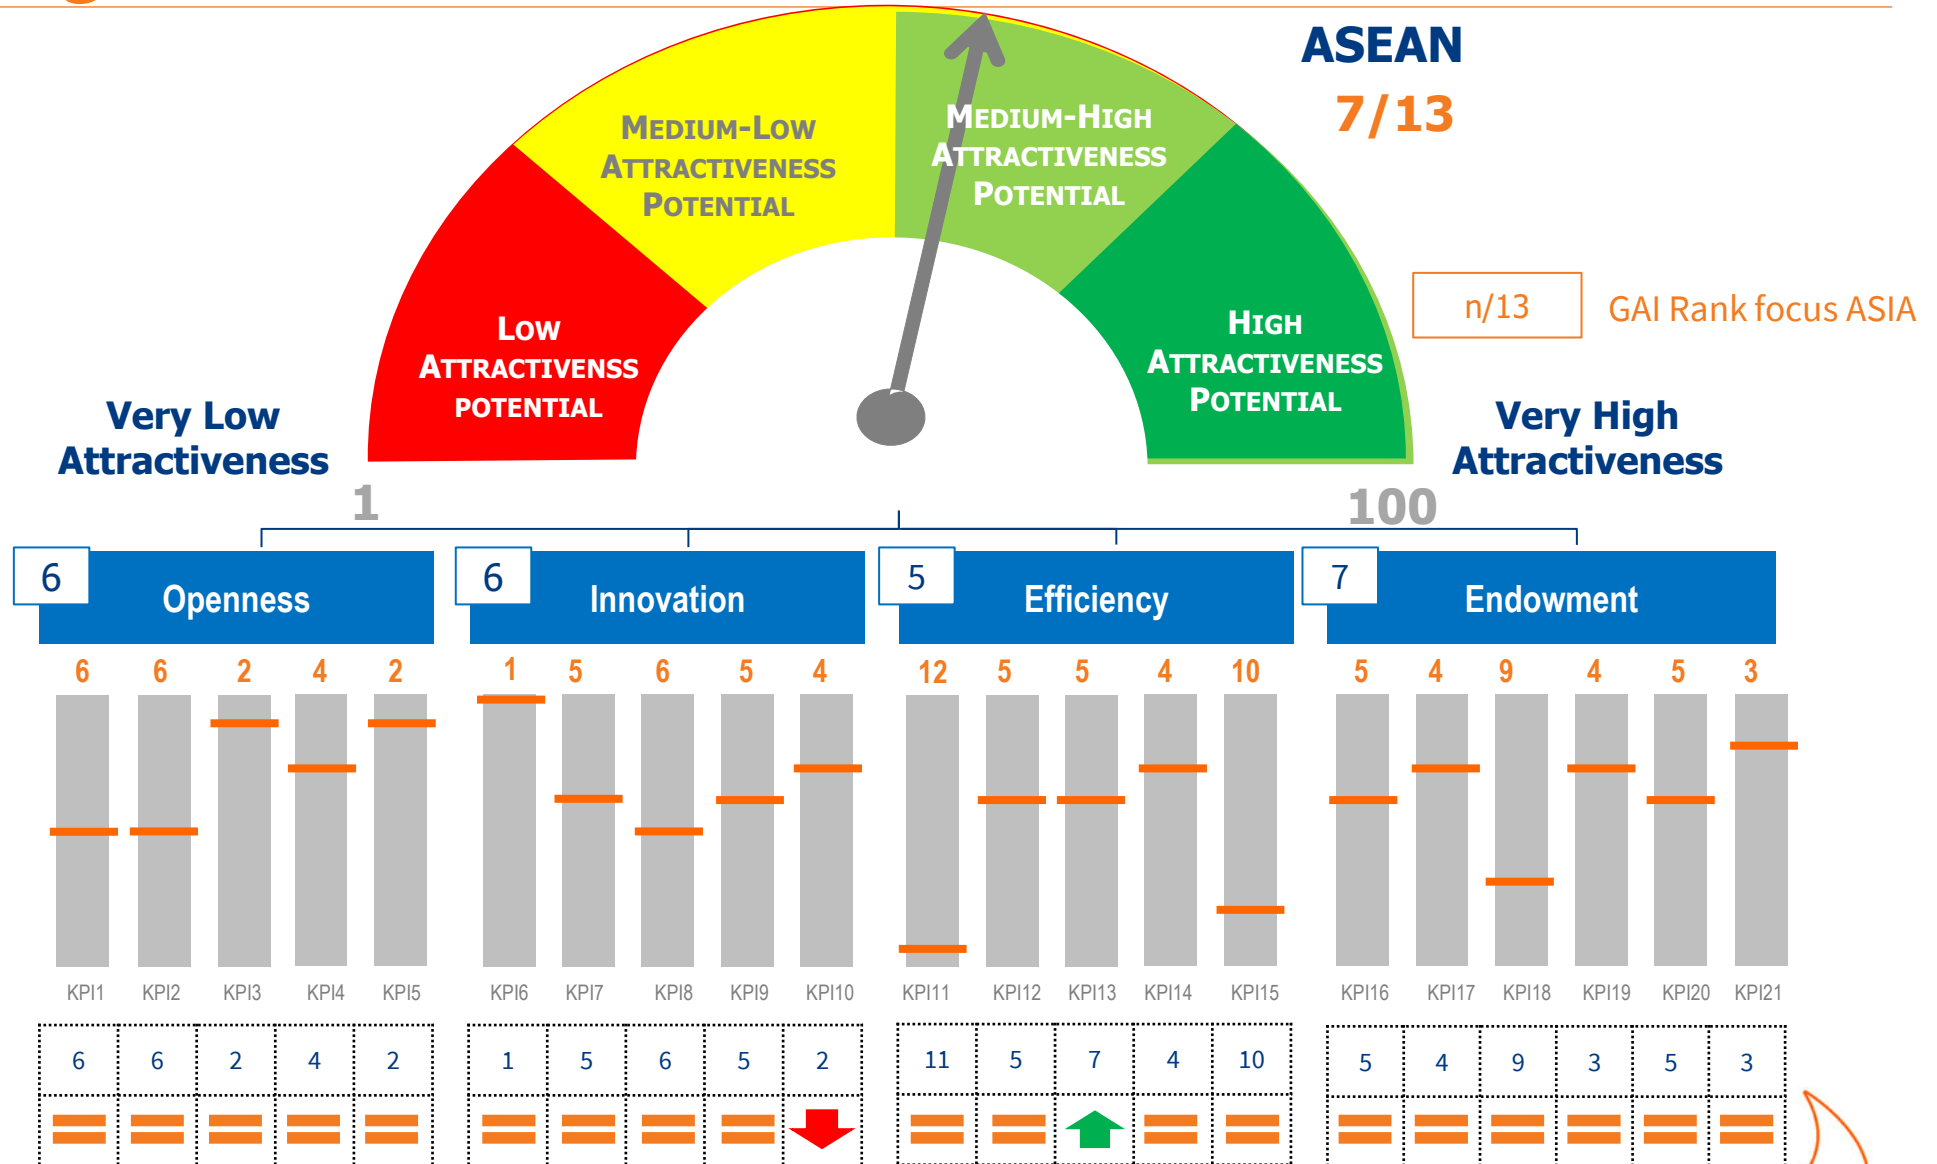 ASEAN
7/13
MEDIUM-LOW
ATTRACTIVENESS
POTENTIAL
MEDIUM-HIGH
ATTRACTIVENESS
POTENTIAL
LOW
ATTRACTIVENSS
POTENTIAL
HIGH
ATTRACTIVENESS
POTENTIAL
n/13 GAI Rank focus ASIA
Very Low
Attractiveness
Very High
Attractiveness
1 100
6 Openness 6 Innovation 5 Efficiency 7 Endowment
6 6 2 4 2 1 5 6 5 4 12 5 5 4 10 5 4 9 4 5 3
KPI1 KPI2 KPI3 KPI4 KPI5 KPI6 KPI7 KPI8 KPI9 KPI10 KPI11 KPI12 KPI13 KPI14 KPI15 KPI16 KPI17 KPI18 KPI19 KPI20 KPI21
6 6 2 4 2 1 5 6 5 2 11 5 7 4 10 5 4 9 3 5 3